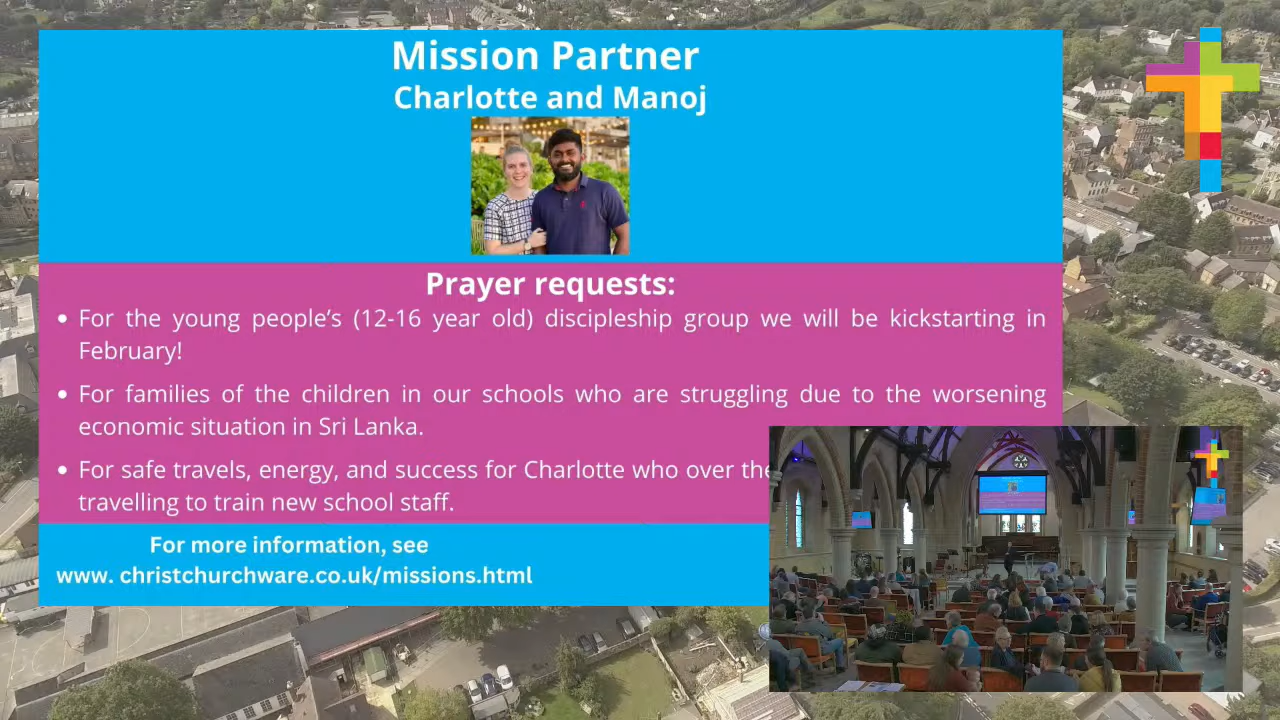 Mission Partner
Charlotte and Manoj
Prayer requests:
• For the young people's (12-16 year old) discipleship group we will be kickstarting in
February!
• For families of the children in our schools who are struggling due to the worsening
economic situation in Sri Lanka.
• For safe travels, energy, and success for Charlotte who over the
travelling to train new school staff.
For more information, see
www. christchurchware.co.uk/missions.html